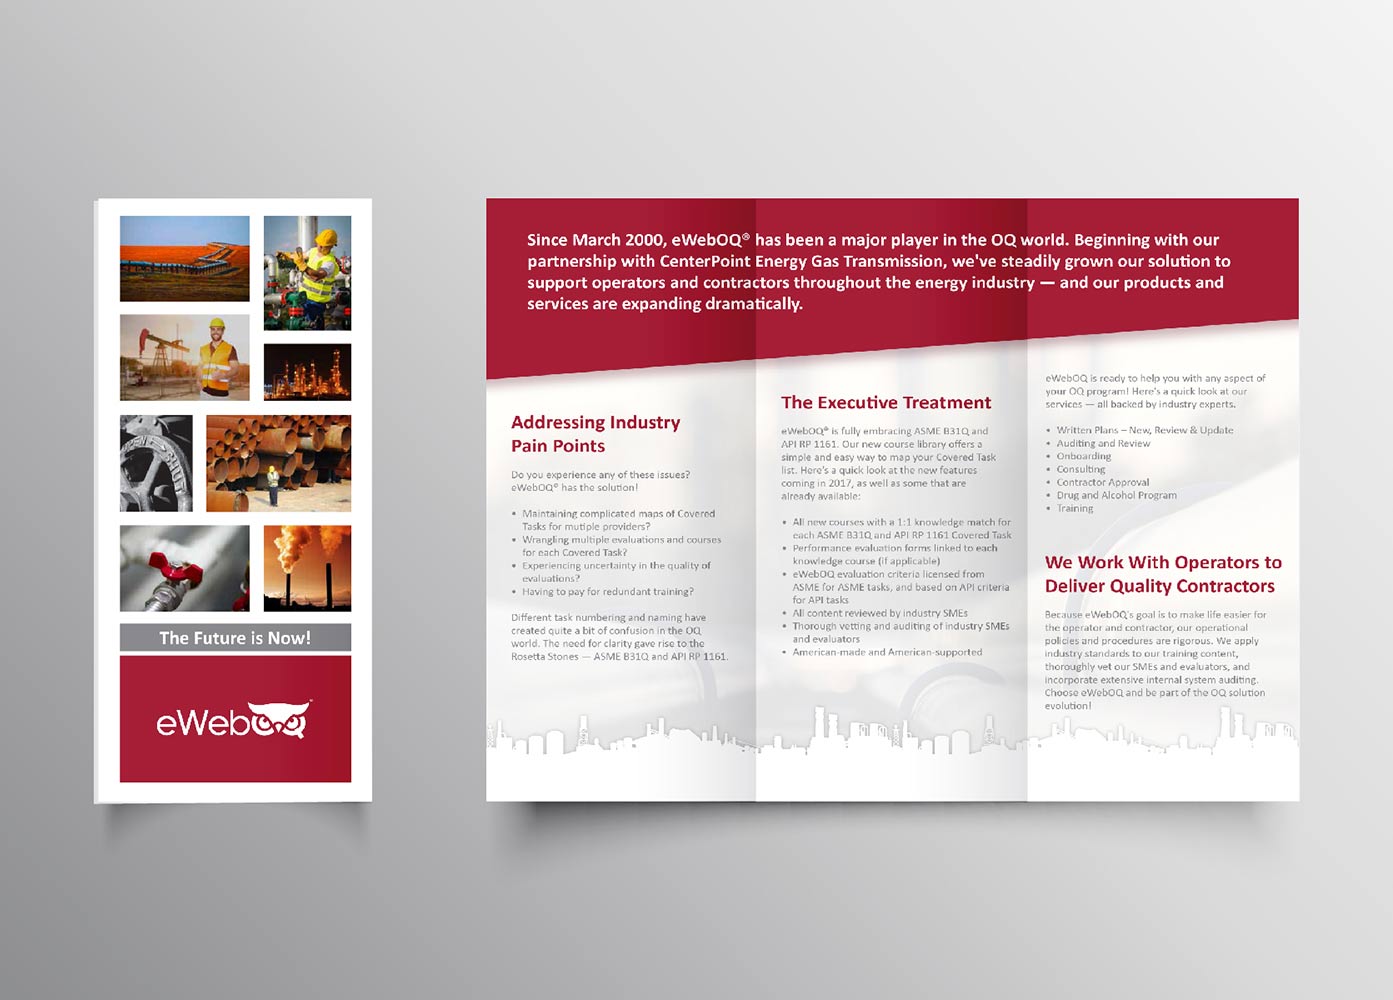 The Future is Now!
eWebOQ™
Since March 2000, eWebOQ® has been a major player in the OQ world. Beginning with our
partnership with CenterPoint Energy Gas Transmission, we've steadily grown our solution to
support operators and contractors throughout the energy industry — and our products and
services are expanding dramatically.
Addressing Industry
Pain Points
Do you experience any of these issues?
eWebOQ® has the solution!
• Maintaining complicated maps of Covered
Tasks for mutiple providers?
• Wrangling multiple evaluations and courses
for each Covered Task?
• Experiencing uncertainty in the quality of
evaluations?
• Having to pay for redundant training?
Different task numbering and naming have
created quite a bit of confusion in the OQ
world. The need for clarity gave rise to the
Rosetta Stones — ASME B31Q and API RP 1161.
The Executive Treatment
eWebOQ® is fully embracing ASME B31Q and
API RP 1161. Our new course library offers a
simple and easy way to map your Covered Task
list. Here's a quick look at the new features
coming in 2017, as well as some that are
already available:
• All new courses with a 1:1 knowledge match for
each ASME B31Q and API RP 1161 Covered Task
• Performance evaluation forms linked to each
knowledge course (if applicable)
• eWebOQ evaluation criteria licensed from
ASME for ASME tasks, and based on API criteria
for API tasks
• All content reviewed by industry SMEs
• Thorough vetting and auditing of industry SMEs
and evaluators
• American-made and American-supported
eWebOQ is ready to help you with any aspect of
your OQ program! Here's a quick look at our
services — all backed by industry experts.
• Written Plans – New, Review & Update
• Auditing and Review
• Onboarding
• Consulting
• Contractor Approval
• Drug and Alcohol Program
• Training
We Work With Operators to
Deliver Quality Contractors
Because eWebOQ's goal is to make life easier for
the operator and contractor, our operational
policies and procedures are rigorous. We apply
industry standards to our training content,
thoroughly vet our SMEs and evaluators, and
incorporate extensive internal system auditing.
Choose eWebOQ and be part of the OQ solution
evolution!